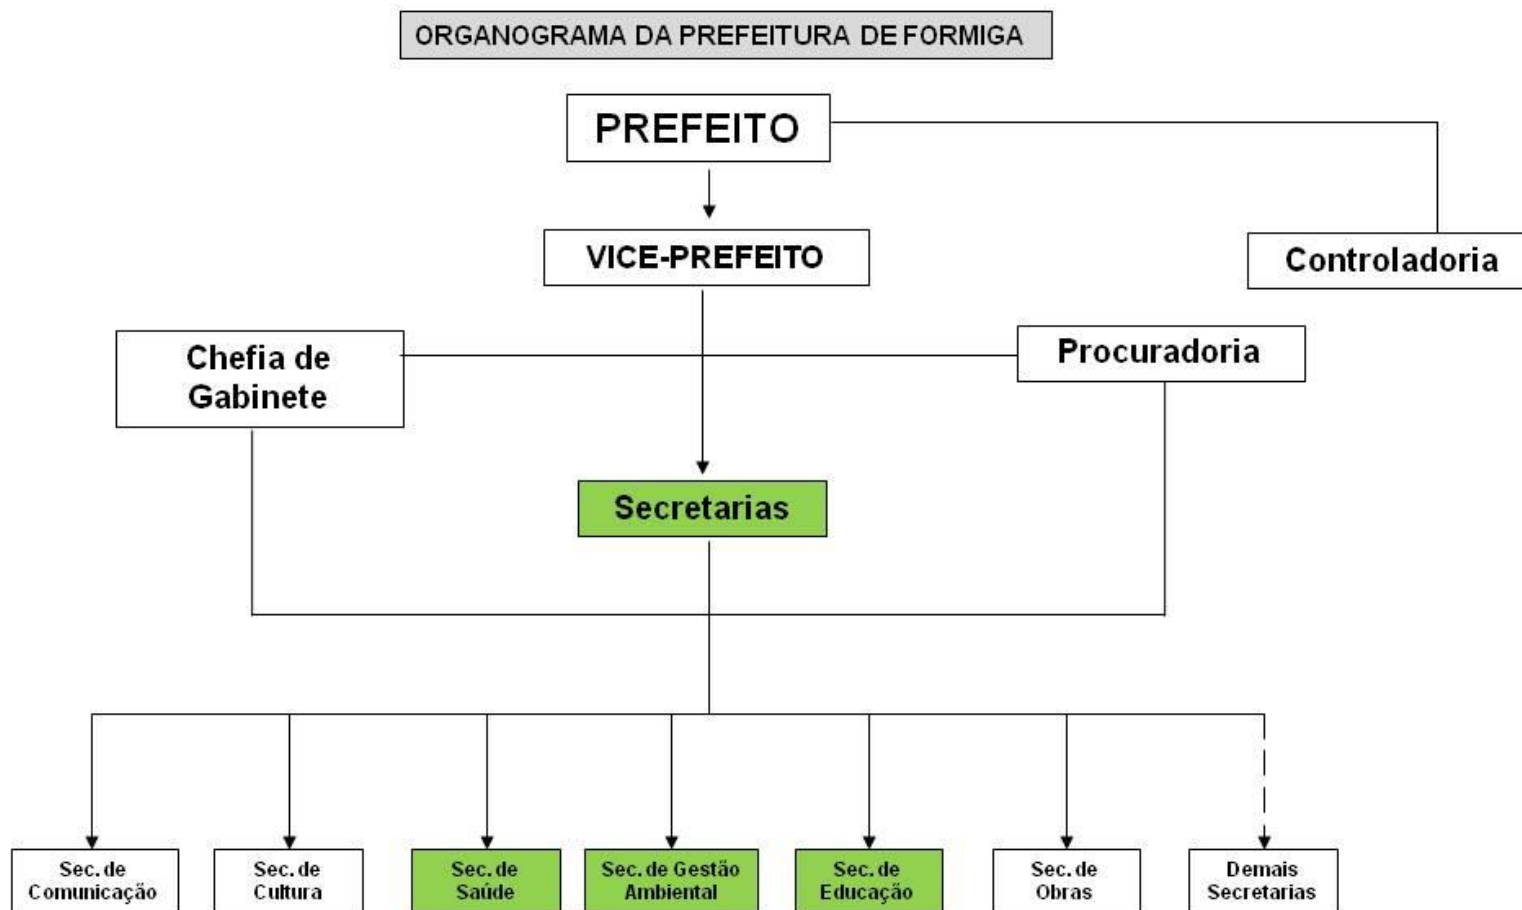 ORGANOGRAMA DA PREFEITURA DE FORMIGA
PREFEITO
VICE-PREFEITO
Controladoria
Chefia de
Gabinete
Procuradoria
Secretarias
Sec. de
Comunicação
Sec. de
Cultura
Sec. de
Saúde
Sec. de Gestão
Ambiental
Sec. de
Educação
Sec. de
Obras
Demais
Secretarias